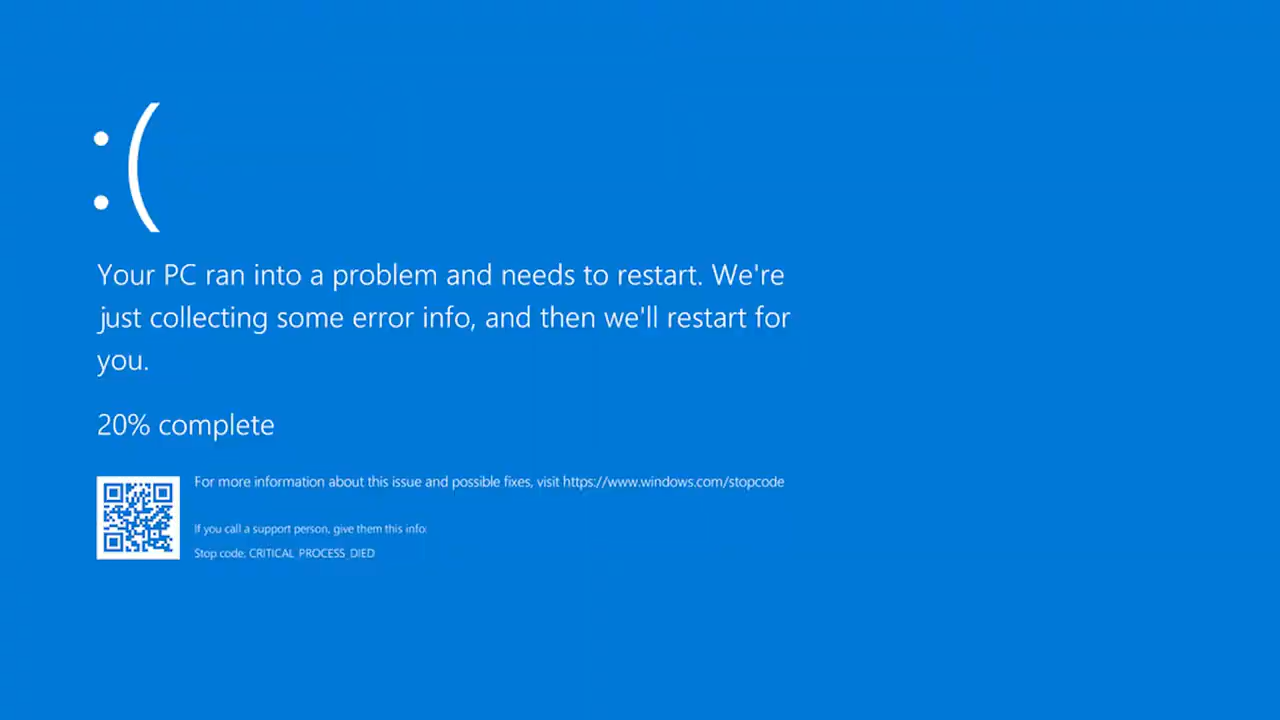 :(
Your PC ran into a problem and needs to restart. We're
just collecting some error info, and then we'll restart for
you.
20% complete
For more information about this issue and possible fixes, visit https://www.windows.com/stopcode
If you call a support person, give them this info:
Stop code: CRITICAL_PROCESS_DIED